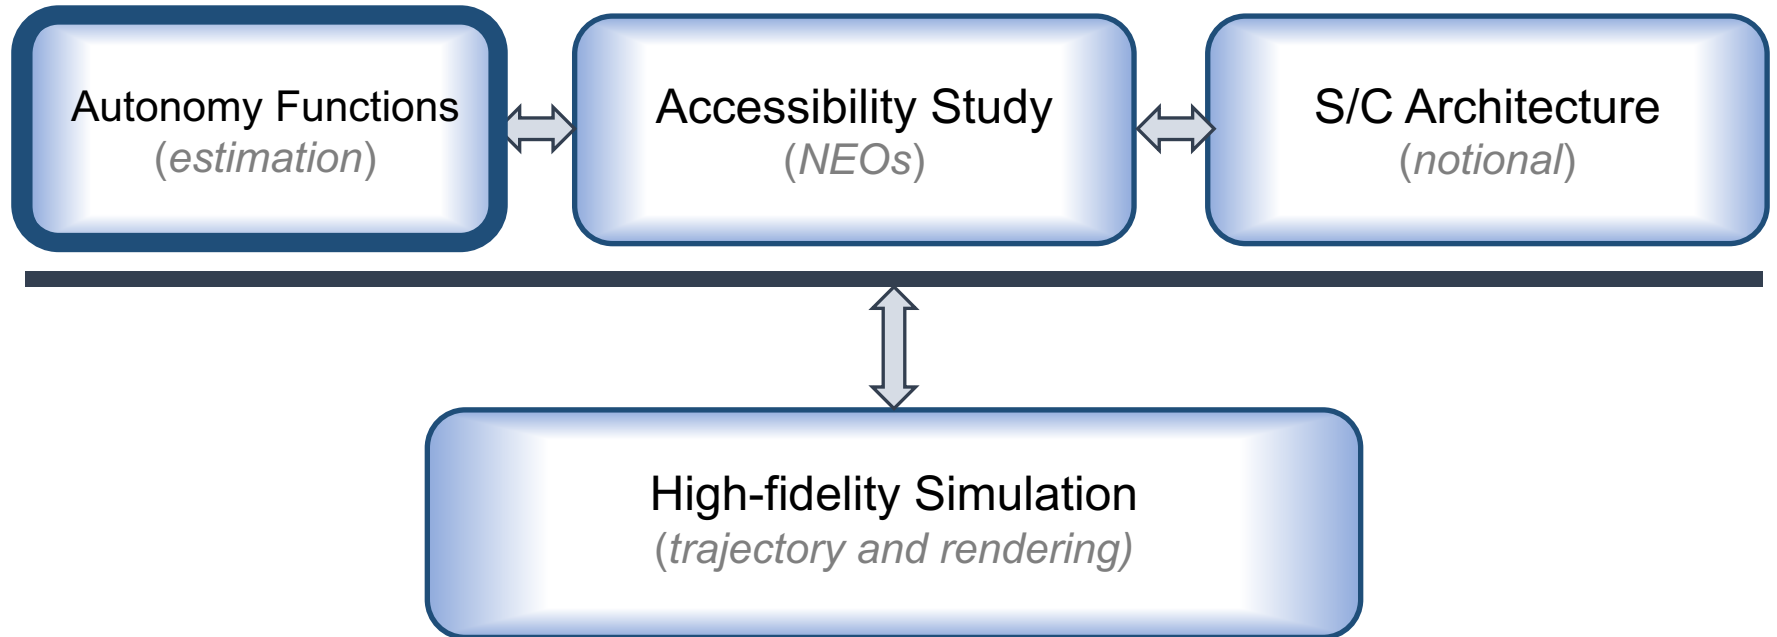 Autonomy Functions
(estimation)
Accessibility Study
(NEOs)
S/C Architecture
(notional)
High-fidelity Simulation
(trajectory and rendering)